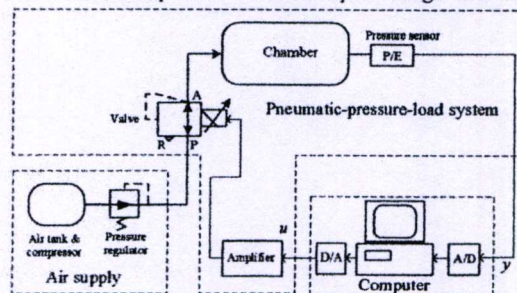 Pressure sensor
Chamber
P/E
Pneumatic-pressure-load system
A
Valve
R
P
Air tank &
compressor
Pressure
regulator
Air supply
u
Amplifier
D/A
A/D
y
Computer